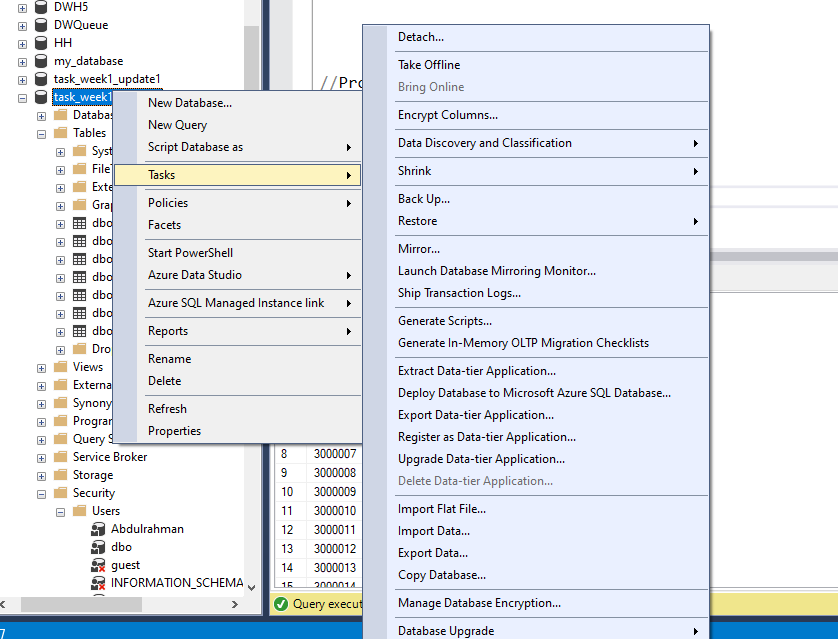 DWH5
DWQueue
HH
my_database
task_week1_update1
task_week1
Databas
Tables
Syst
File
Exte
Grap
dbo
dbo
dbo
dbo
dbo
dbo
dbo
Dro
Views
Externa
Synony
Program
Query S
Service Broker
Storage
Security
Users
Abdulrahman
dbo
guest
INFORMATION_SCHEMA
New Database...
New Query
Script Database as
Tasks
Policies
Facets
Start PowerShell
Azure Data Studio
Azure SQL Managed Instance link
Reports
Rename
Delete
Refresh
Properties
//Pro
Detach...
Take Offline
Bring Online
Encrypt Columns...
Data Discovery and Classification
Shrink
Back Up...
Restore
Mirror...
Launch Database Mirroring Monitor...
Ship Transaction Logs...
Generate Scripts...
Generate In-Memory OLTP Migration Checklists
Extract Data-tier Application...
Deploy Database to Microsoft Azure SQL Database...
Export Data-tier Application...
Register as Data-tier Application...
Upgrade Data-tier Application...
Delete Data-tier Application...
Import Flat File...
Import Data...
Export Data...
Copy Database...
Manage Database Encryption...
Database Upgrade
8 3000007
9 3000008
10 3000009
11 3000010
12 3000011
13 3000012
14 3000013
15 3000014
Query execut